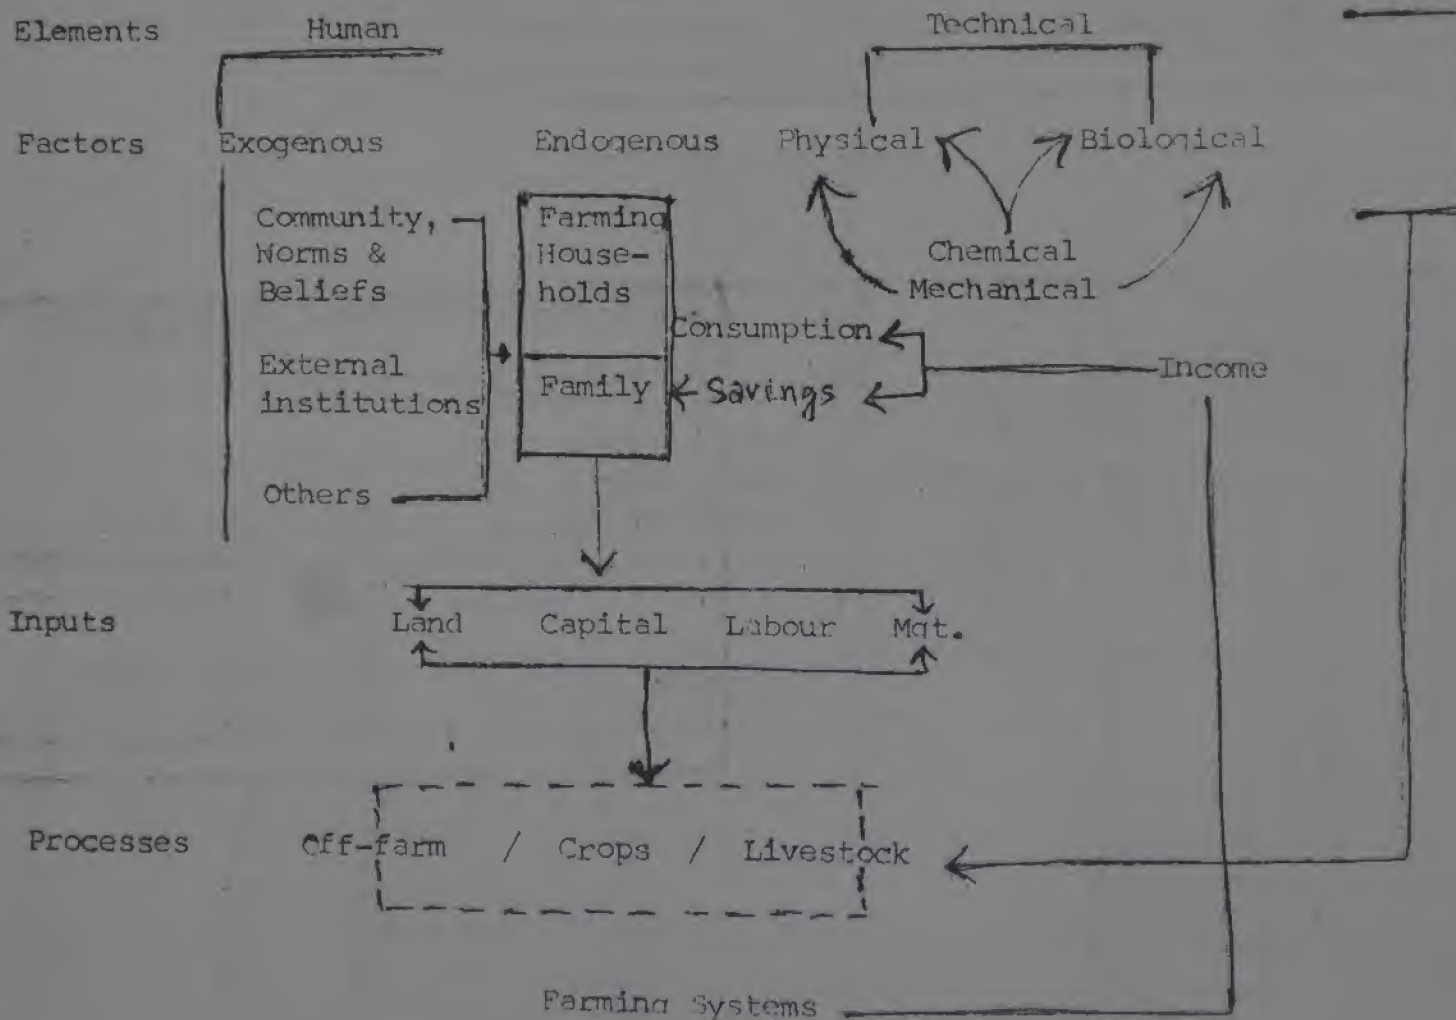 Elements Human Technical
Factors Exogenous Endogenous Physical Biological
Community,
Norms &
Beliefs
External
institutions
Others
Farming
House-
holds
Family
Chemical
Mechanical
Consumption
Savings
Income
Inputs Land Capital Labour Mgt.
Processes Off-farm / Crops / Livestock
Farming Systems